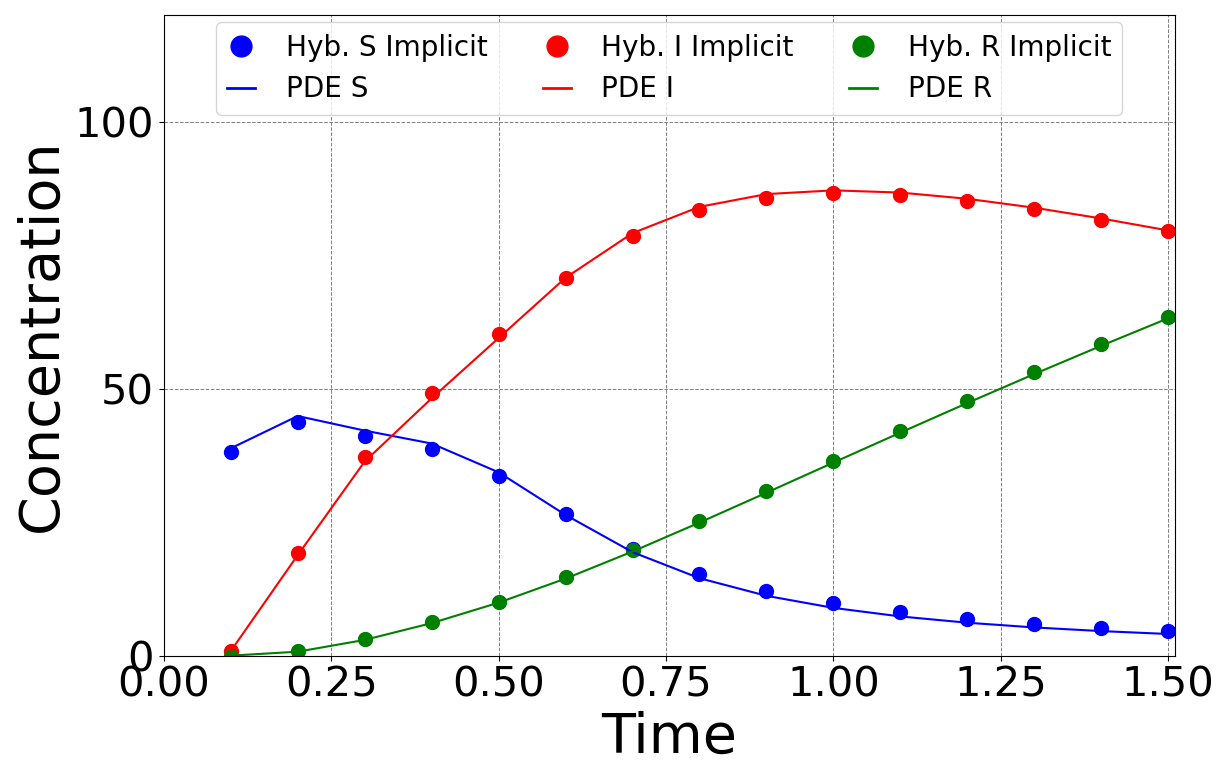 Hyb. S Implicit Hyb. I Implicit Hyb. R Implicit
PDE S PDE I PDE R
100
50
0
Concentration
0.00 0.25 0.50 0.75 1.00 1.25 1.50
Time